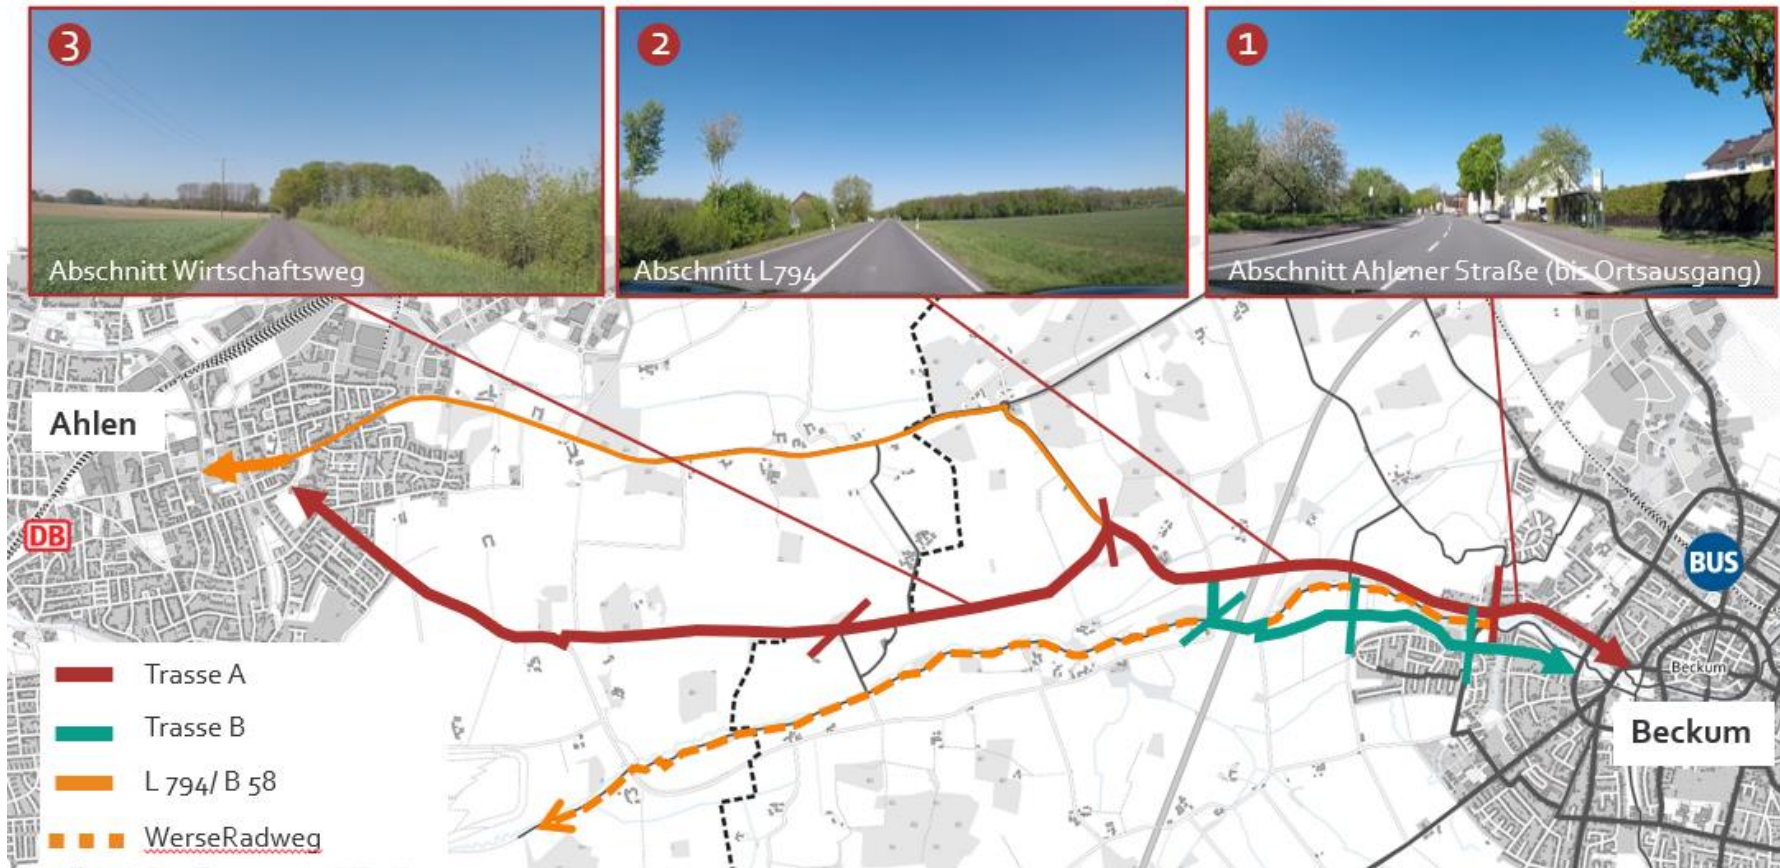 3
Abschnitt Wirtschaftsweg
2
Abschnitt L794
1
Abschnitt Ahlener Straße (bis Ortsausgang)
Ahlen
DB
BUS
Beckum
Beckum
Trasse A
Trasse B
L 794/ B 58
WerseRadweg